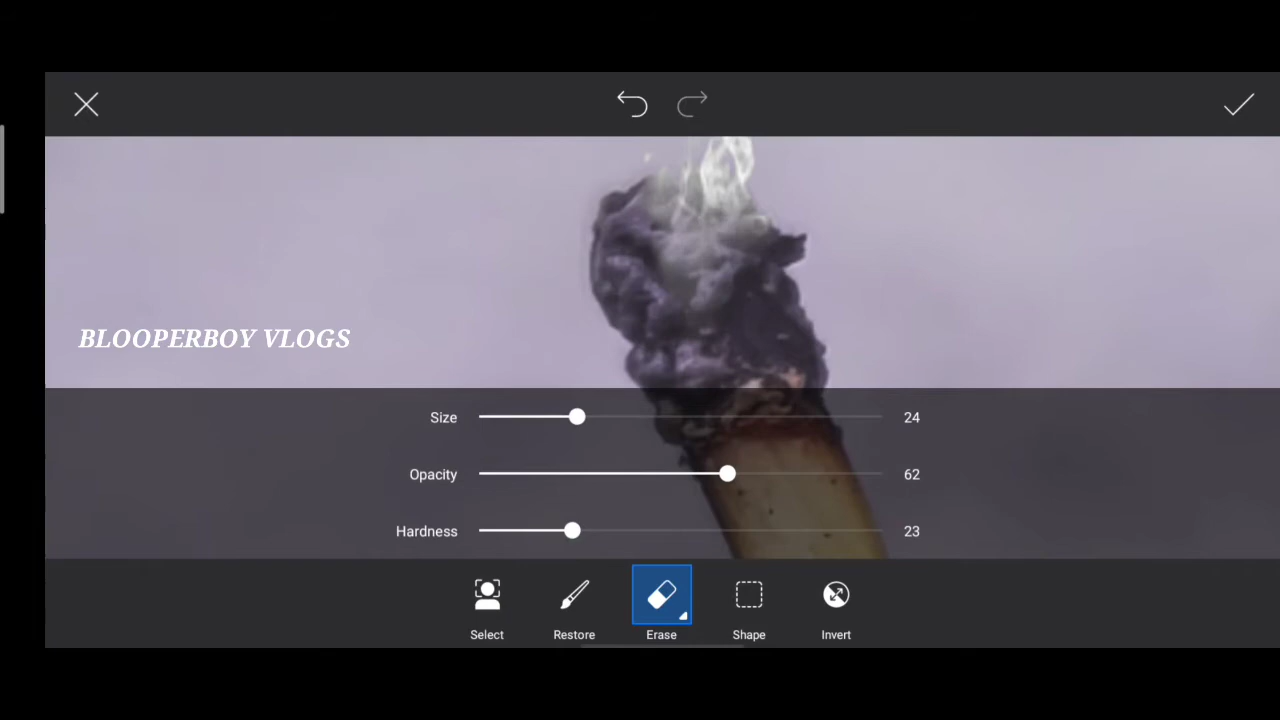 BLOOPERBOY VLOGS
Size 24
Opacity 62
Hardness 23
Select Restore Erase Shape Invert